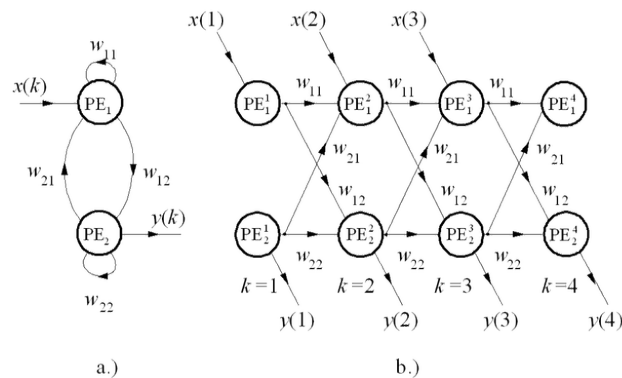 w₁₁
x(k)
PE₁
w₂₁
w₁₂
y(k)
PE₂
w₂₂
a.)
x(1) x(2) x(3)
w₁₁ w₁₁ w₁₁
PE₁¹ PE₁² PE₁³ PE₁⁴
w₂₁ w₂₁ w₂₁
w₁₂ w₁₂ w₁₂
PE₂¹ PE₂² PE₂³ PE₂⁴
w₂₂ w₂₂ w₂₂
k=1 k=2 k=3 k=4
y(1) y(2) y(3) y(4)
b.)